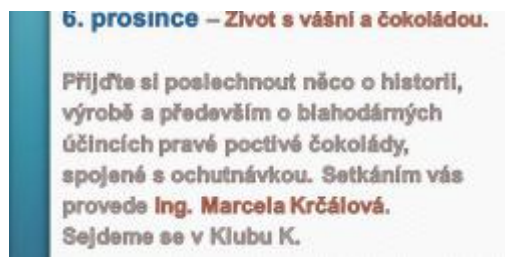 6. prosince – Život s vášní a čokoládou.
Přijďte si poslechnout něco o historii,
výrobě a především o blahodárných
účincích pravé poctivé čokolády,
spojené s ochutnávkou. Setkáním vás
provede Ing. Marcela Krčálová.
Sejdeme se v Klubu K.